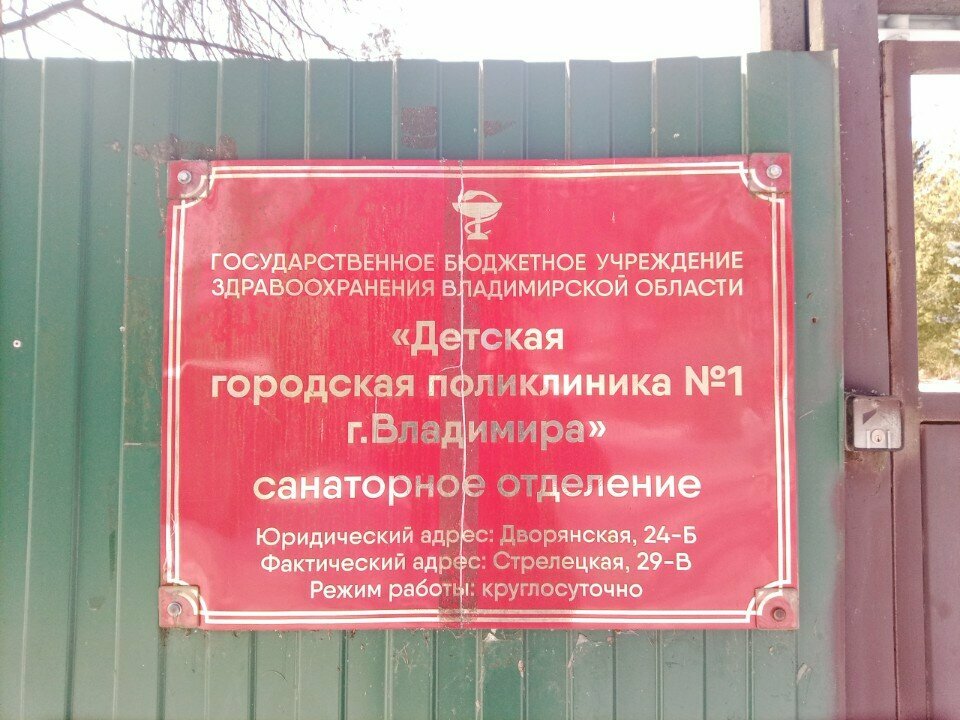 ГОСУДАРСТВЕННОЕ БЮДЖЕТНОЕ УЧРЕЖДЕНИЕ
ЗДРАВООХРАНЕНИЯ ВЛАДИМИРСКОЙ ОБЛАСТИ
«Детская
городская поликлиника №1
г.Владимира»
санаторное отделение
Юридический адрес: Дворянская, 24-Б
Фактический адрес: Стрелецкая, 29-В
Режим работы: круглосуточно